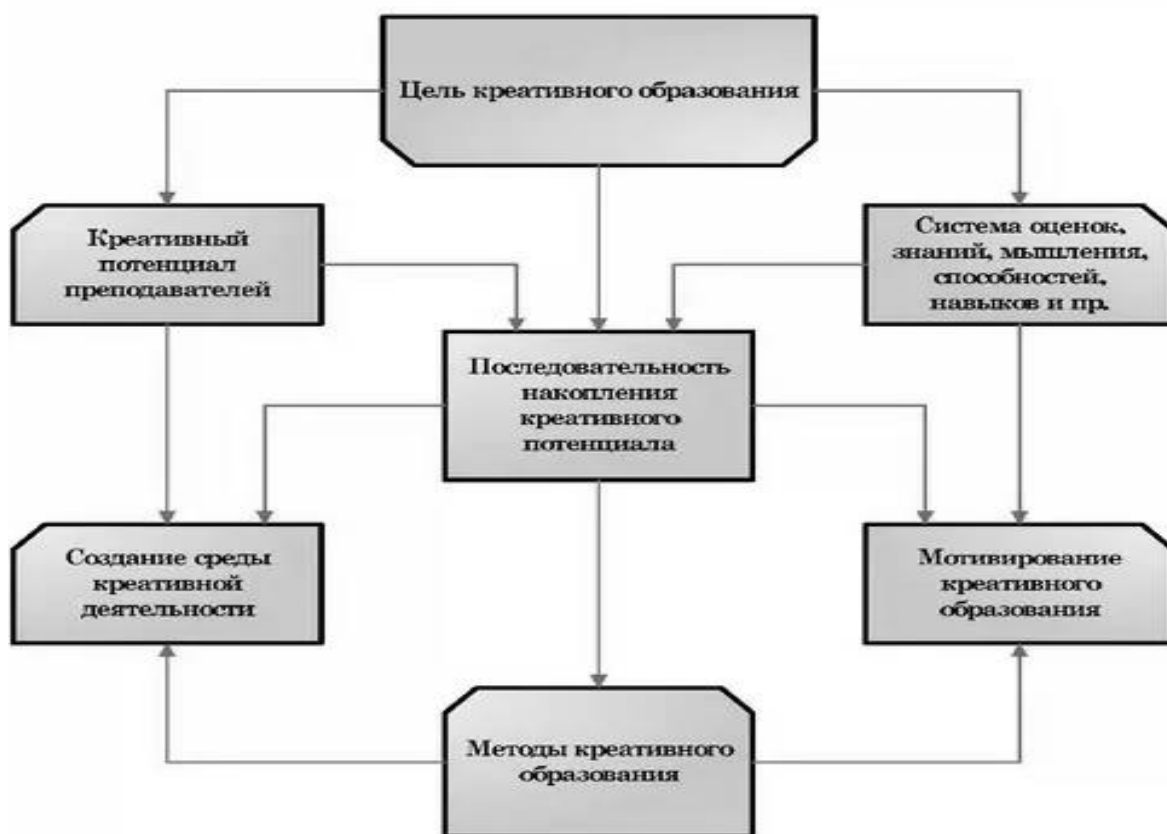 Цель креативного образования
Креативный
потенциал
преподавателей
Система оценок,
знаний, мышления,
способностей,
навыков и пр.
Последовательность
накопления
креативного
потенциала
Создание среды
креативной
деятельности
Мотивирование
креативного
образования
Методы креативного
образования